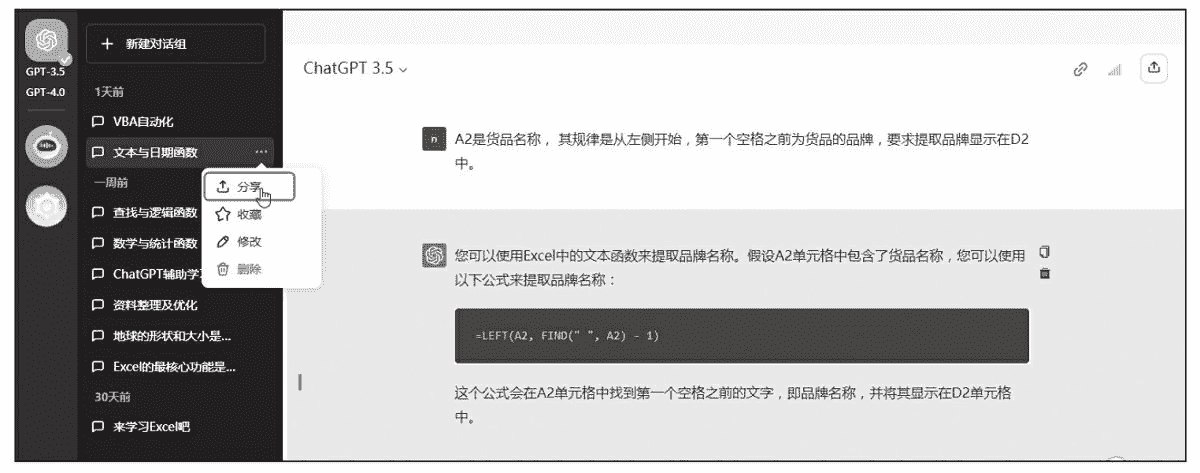 GPT-3.5
GPT-4.0
+ 新建对话组
1天前
VBA自动化
文本与日期函数 ...
一周前
查找与逻辑函数
数学与统计函数
ChatGPT辅助学
资料整理及优化
地球的形状和大小是...
Excel的最核心功能是...
30天前
来学习Excel吧
分享
收藏
修改
删除
ChatGPT 3.5
n
A2是货品名称， 其规律是从左侧开始，第一个空格之前为货品的品牌，要求提取品牌显示在D2
中。
您可以使用Excel中的文本函数来提取品牌名称。假设A2单元格中包含了货品名称，您可以使用
以下公式来提取品牌名称：
=LEFT(A2, FIND(" ", A2) - 1)
这个公式会在A2单元格中找到第一个空格之前的文字，即品牌名称，并将其显示在D2单元格
中。